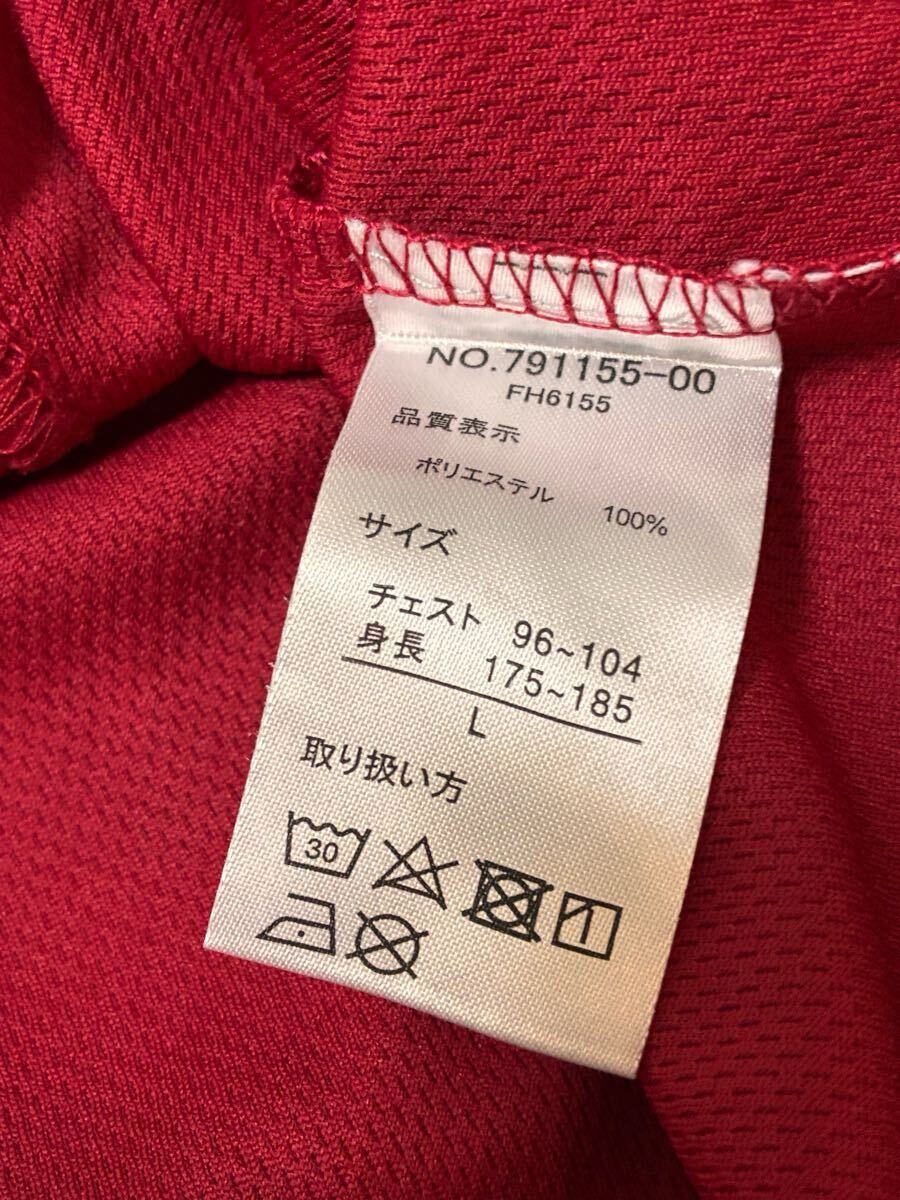 NO.791155-00
FH6155
品質表示
ポリエステル 100%
サイズ
チェスト 96~104
身長 175~185
L
取り扱い方
30